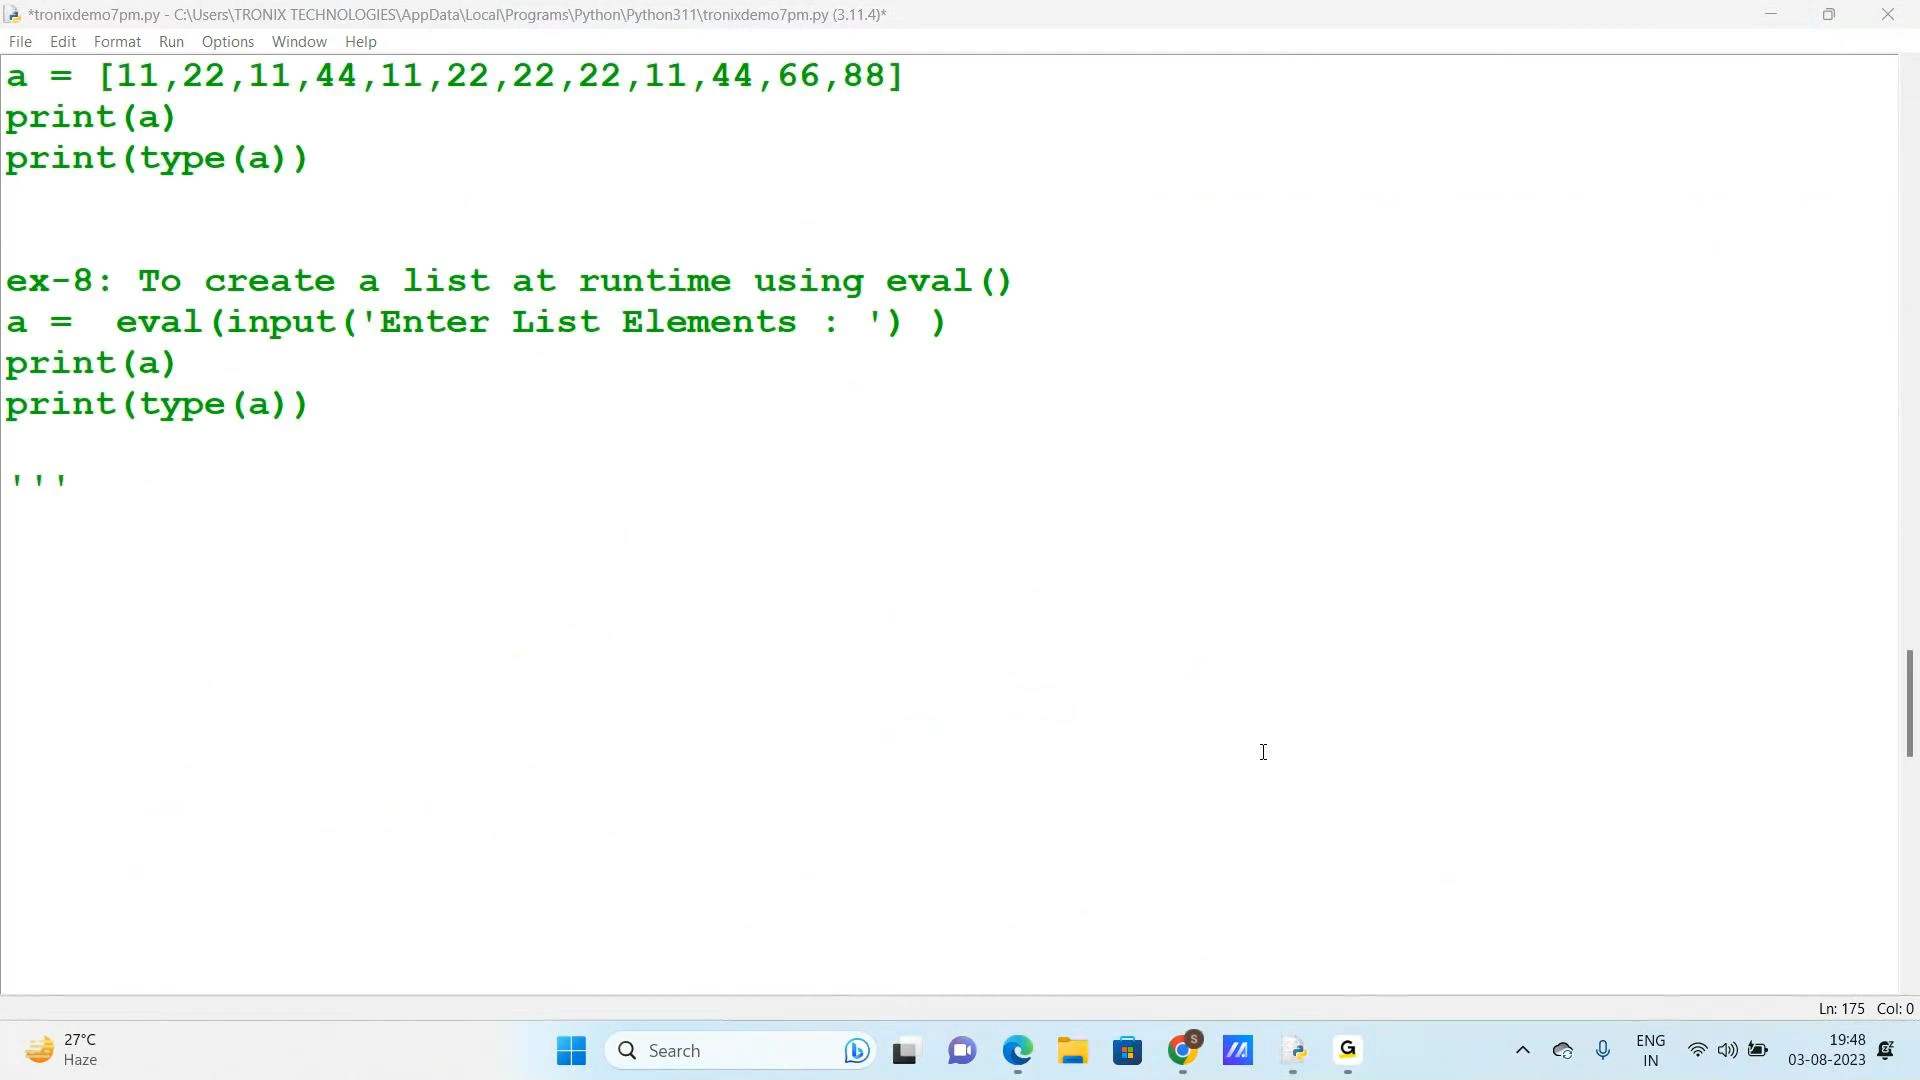 *tronixdemo7pm.py - C:\Users\TRONIX TECHNOLOGIES\AppData\Local\Programs\Python\Python311\tronixdemo7pm.py (3.11.4)*
File Edit Format Run Options Window Help
a = [11,22,11,44,11,22,22,22,11,44,66,88]
print(a)
print(type(a))
ex-8: To create a list at runtime using eval()
a =  eval(input('Enter List Elements : ') )
print(a)
print(type(a))
'''
Ln: 175 Col: 0
27°C
Haze
Search
S
G
ENG
IN
19:48
03-08-2023